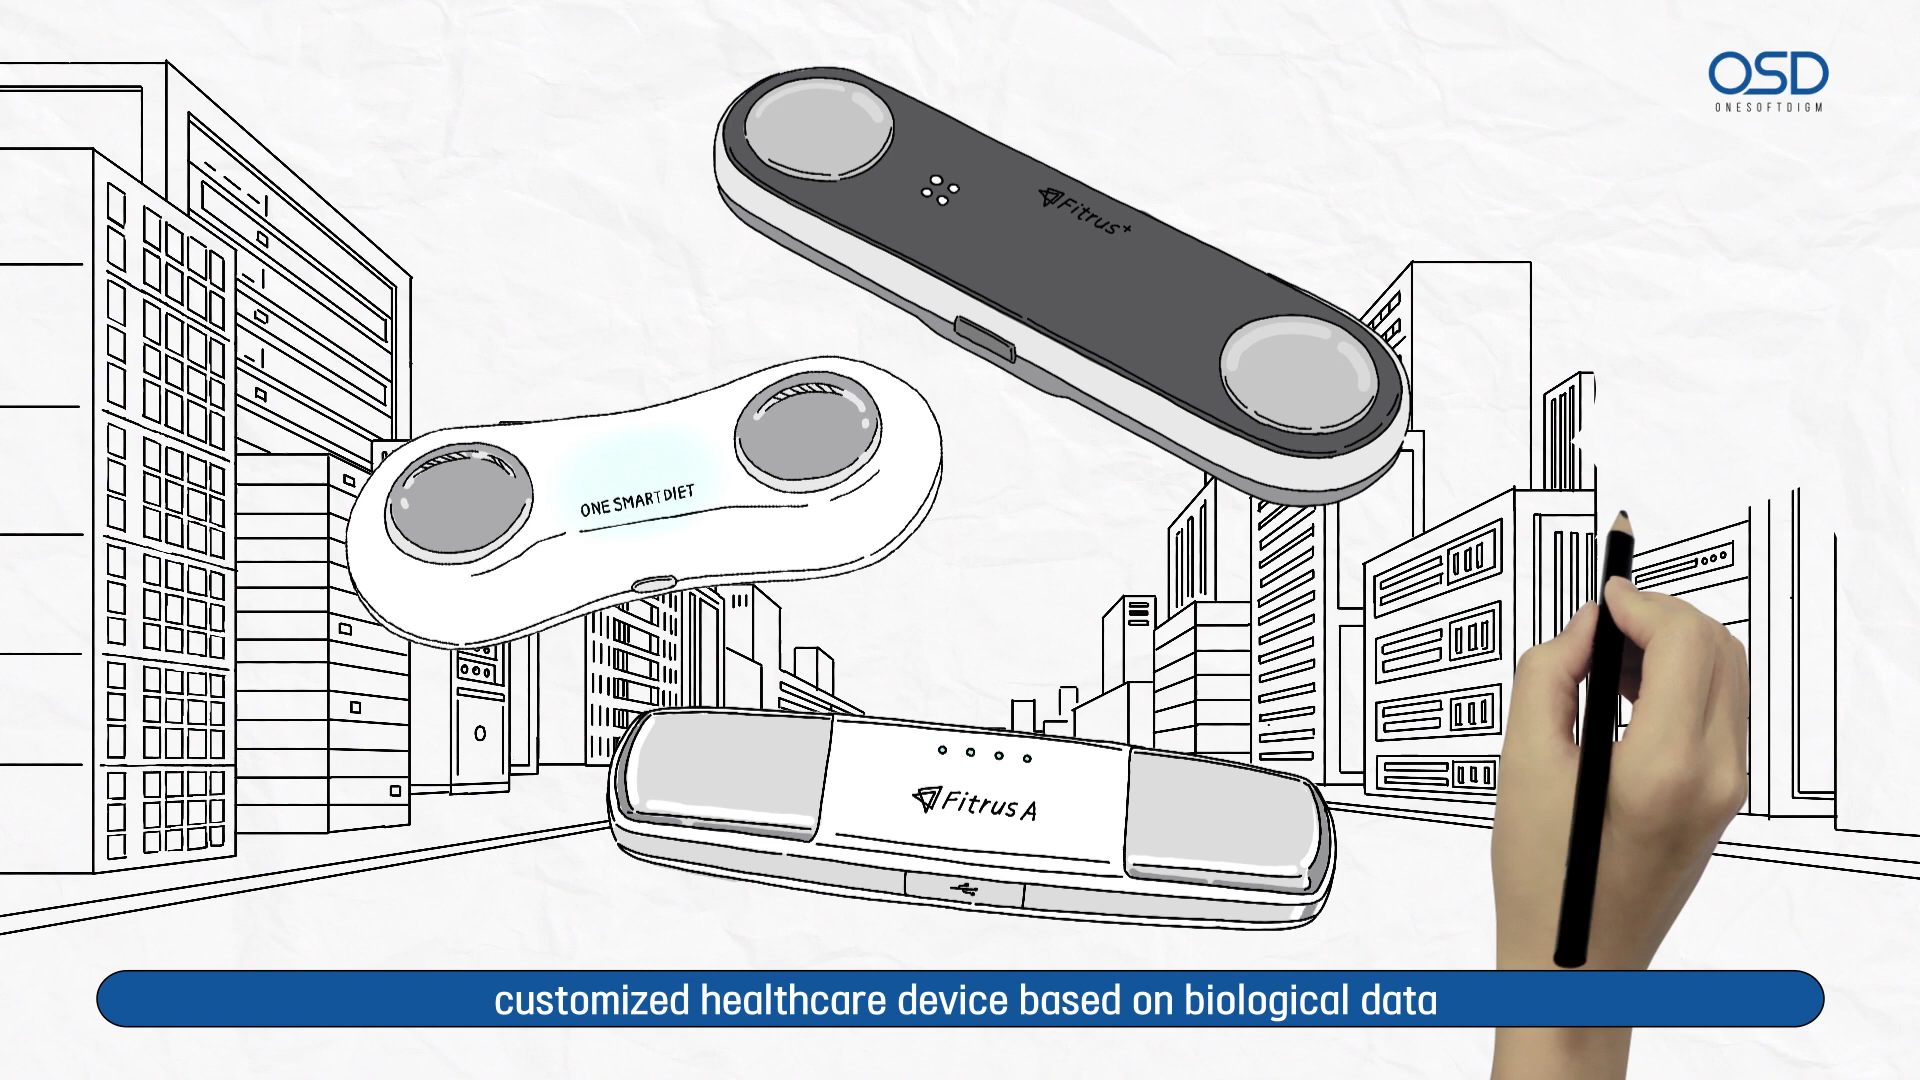 OSD
ONESOFTDIGM
Fitrus+
ONE SMART DIET
Fitrus A
customized healthcare device based on biological data